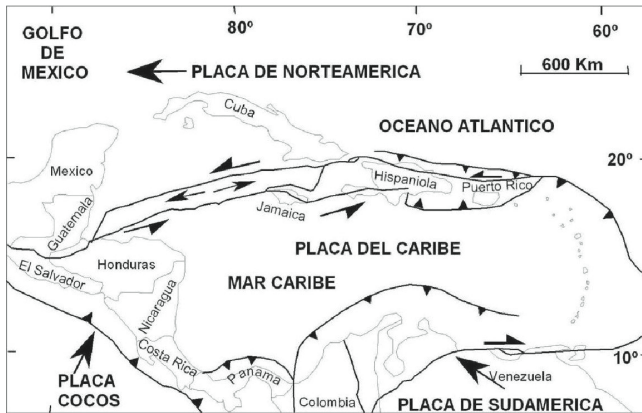 80º
70º
60º
GOLFO
DE
MEXICO
PLACA DE NORTEAMERICA
600 Km
Cuba
OCEANO ATLANTICO
20º
Mexico
Hispaniola
Puerto Rico
Guatemala
Jamaica
PLACA DEL CARIBE
Honduras
El Salvador
MAR CARIBE
Nicaragua
Costa Rica
Panama
10º
PLACA
COCOS
Colombia
Venezuela
PLACA DE SUDAMERICA